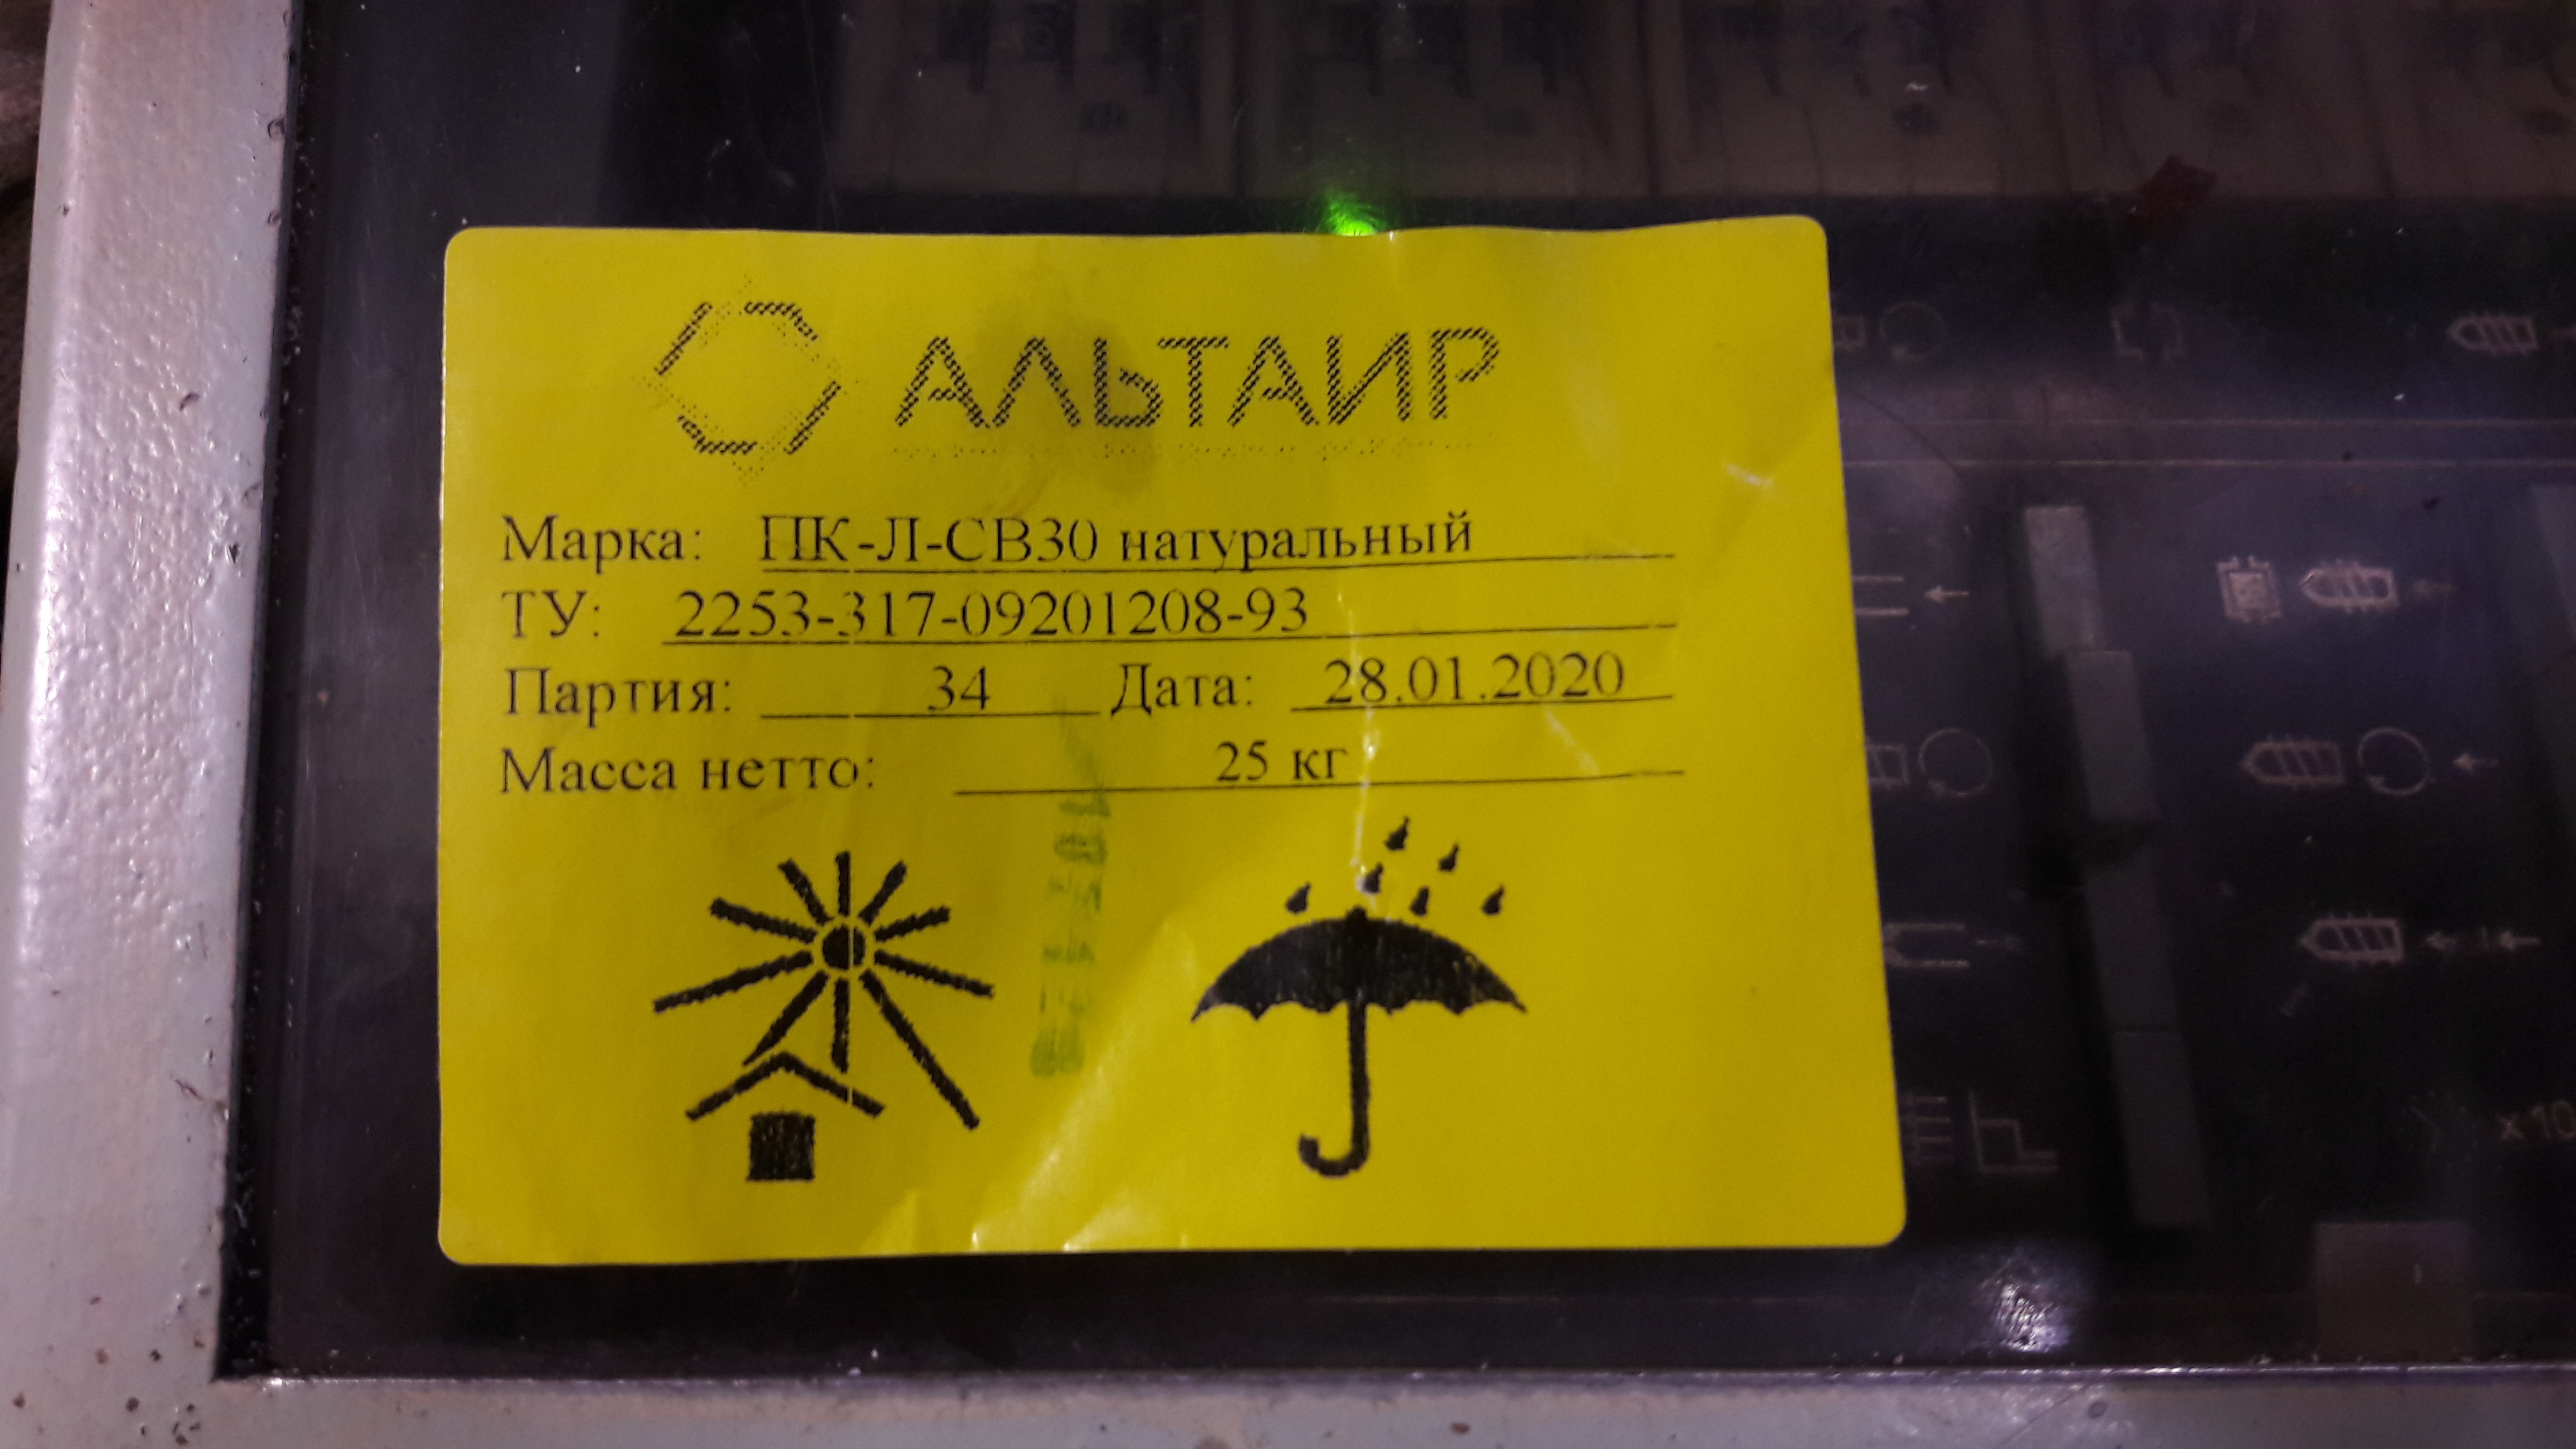 АЛЬТАИР
Марка: ПК-Л-СВ30 натуральный
ТУ: 2253-317-09201208-93
Партия: 34 Дата: 28.01.2020
Масса нетто: 25 кг
x10